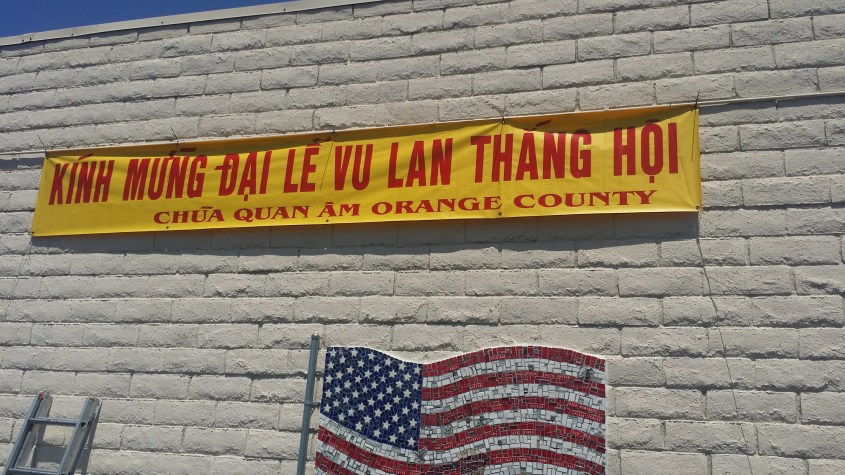 KÍNH MỪNG ĐẠI LỄ VU LAN THẮNG HỘI
CHÙA QUAN ÂM ORANGE COUNTY